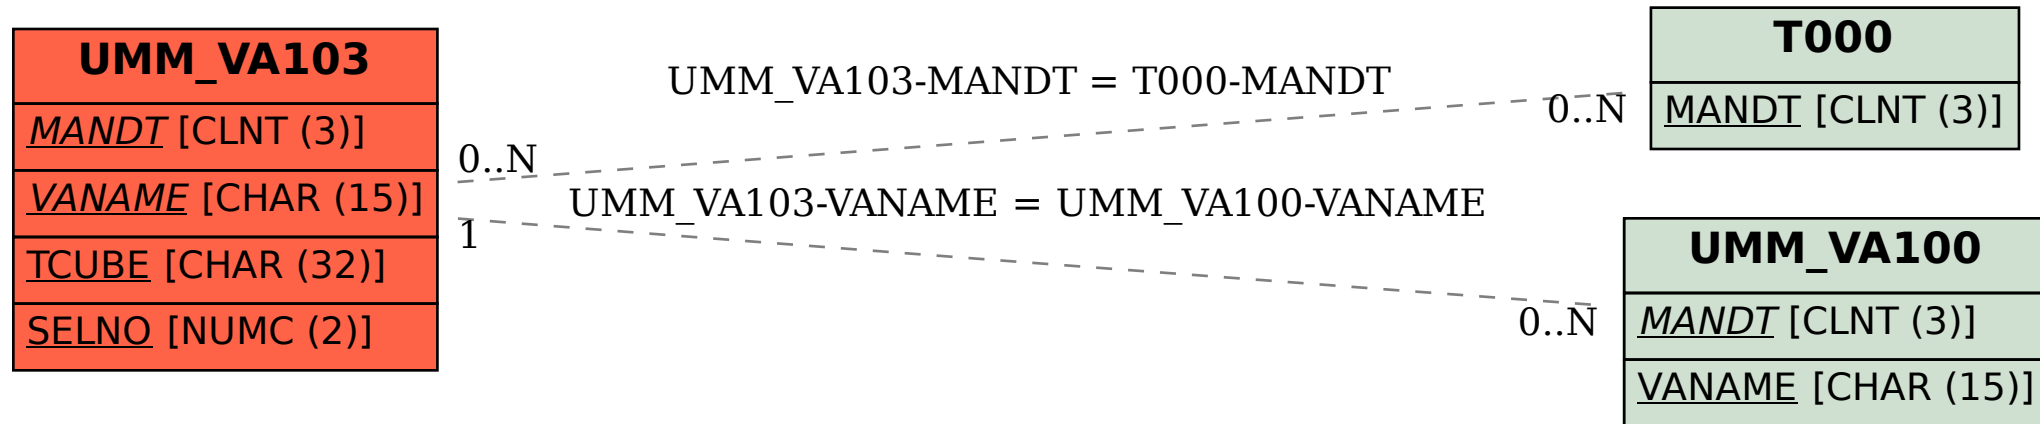 UMM_VA103
MANDT [CLNT (3)]
VANAME [CHAR (15)]
TCUBE [CHAR (32)]
SELNO [NUMC (2)]
UMM_VA103-MANDT = T000-MANDT
0..N
0..N
UMM_VA103-VANAME = UMM_VA100-VANAME
1
0..N
T000
MANDT [CLNT (3)]
UMM_VA100
MANDT [CLNT (3)]
VANAME [CHAR (15)]